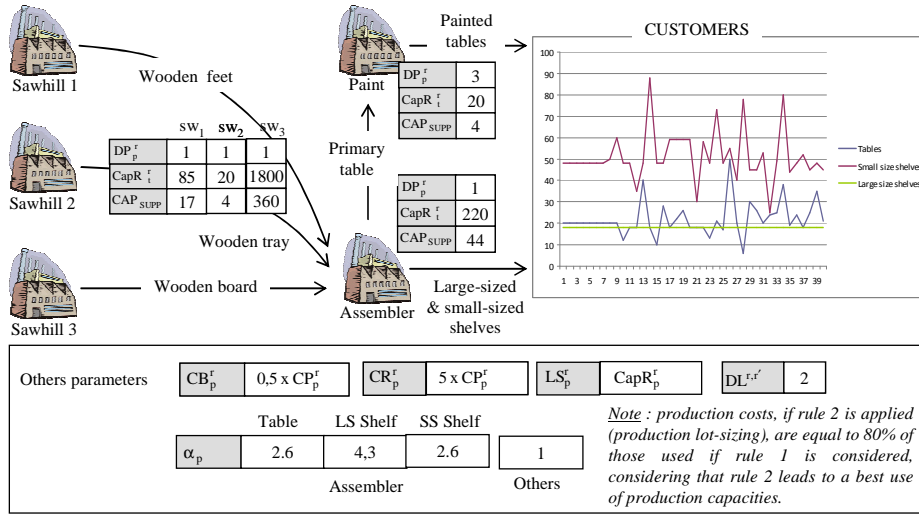 Painted
tables
CUSTOMERS
Sawhill 1
Wooden feet
Paint
DP r p 3
CapR r t 20
CAP SUPP 4
100
90
80
70
60
50
40
30
20
10
0
1 3 5 7 9 11 13 15 17 19 21 23 25 27 29 31 33 35 37 39
Tables
Small size shelves
Large size shelves
sw1 sw2 sw3
DP r p 1 1 1
CapR r t 85 20 1800
CAP SUPP 17 4 360
Sawhill 2
Primary
table
DP r p 1
CapR r t 220
CAP SUPP 44
Wooden tray
Wooden board
Sawhill 3
Assembler
Large-sized
& small-sized
shelves
Others parameters
CB r p 0,5 x CP r p
CR r p 5 x CP r p
LS r p CapR r p
DL r,r' 2
Table LS Shelf SS Shelf
αp 2.6 4,3 2.6 1
Assembler Others
Note : production costs, if rule 2 is applied
(production lot-sizing), are equal to 80% of
those used if rule 1 is considered,
considering that rule 2 leads to a best use
of production capacities.